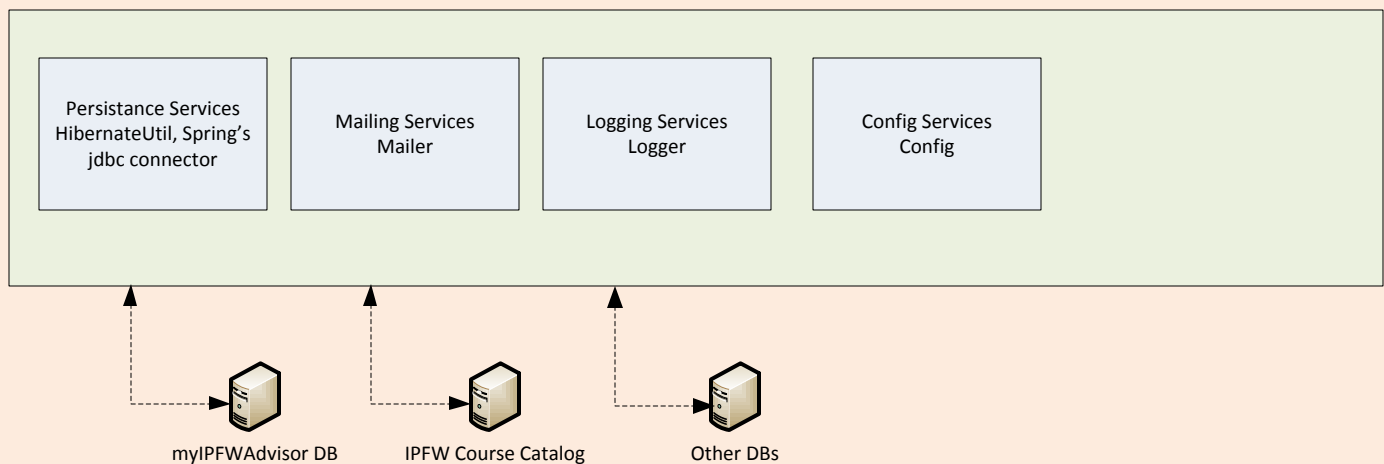 Persistance Services
HibernateUtil, Spring’s
jdbc connector
Mailing Services
Mailer
Logging Services
Logger
Config Services
Config
myIPFWAdvisor DB
IPFW Course Catalog
Other DBs